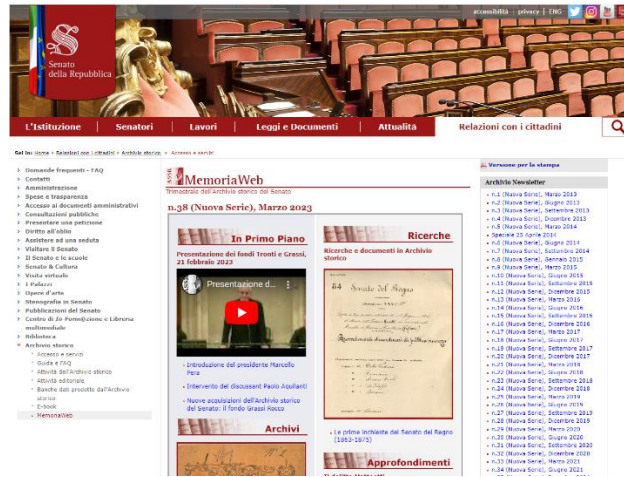 accessibilità | privacy | ENG
Senato
della Repubblica
L'Istituzione
Senatori
Lavori
Leggi e Documenti
Attualità
Relazioni con i cittadini
Sei in: Home » Relazioni con i cittadini » Archivio storico » Accesso e servizi
Domande frequenti - FAQ
Contatti
Amministrazione
Spese e trasparenza
Accesso ai documenti amministrativi
Consultazioni pubbliche
Presentare una petizione
Diritto all'oblio
Assistere ad una seduta
Visitare il Senato
Il Senato e le scuole
Senato & Cultura
Visita virtuale
I Palazzi
Opere d'arte
Stenografia in Senato
Pubblicazioni del Senato
Centro di In-Form@zione e Libreria
multimediale
Biblioteca
Archivio storico
Accesso e servizi
Guida e FAQ
Attività dell'Archivio storico
Attività editoriale
Banche dati prodotte dall'Archivio
storico
E-book
MemoriaWeb
MemoriaWeb
Trimestrale dell'Archivio storico del Senato
n.38 (Nuova Serie), Marzo 2023
In Primo Piano
Presentazione dei fondi Tronti e Grassi,
21 febbraio 2023
Presentazione d...
Introduzione del presidente Marcello
Pera
Intervento del discussant Paolo Aquilanti
Nuove acquisizioni dell'Archivio storico
del Senato: il fondo Grassi Rocco
Archivi
Ricerche
Ricerche e documenti in Archivio
storico
84 Senato del Regno
Le prime inchieste del Senato del Regno
(1863-1875)
Approfondimenti
Versione per la stampa
Archivio Newsletter
n.1 (Nuova Serie), Marzo 2013
n.2 (Nuova Serie), Giugno 2013
n.3 (Nuova Serie), Settembre 2013
n.4 (Nuova Serie), Dicembre 2013
n.5 (Nuova Serie), Marzo 2014
Speciale 25 Aprile 2014
n.6 (Nuova Serie), Giugno 2014
n.7 (Nuova Serie), Settembre 2014
n.8 (Nuova Serie), Gennaio 2015
n.9 (Nuova Serie), Marzo 2015
n.10 (Nuova Serie), Giugno 2015
n.11 (Nuova Serie), Settembre 2015
n.12 (Nuova Serie), Dicembre 2015
n.13 (Nuova Serie), Marzo 2016
n.14 (Nuova Serie), Giugno 2016
n.15 (Nuova Serie), Settembre 2016
n.16 (Nuova Serie), Dicembre 2016
n.17 (Nuova Serie), Marzo 2017
n.18 (Nuova Serie), Giugno 2017
n.19 (Nuova Serie), Settembre 2017
n.20 (Nuova Serie), Dicembre 2017
n.21 (Nuova Serie), Marzo 2018
n.22 (Nuova Serie), Giugno 2018
n.23 (Nuova Serie), Settembre 2018
n.24 (Nuova Serie), Dicembre 2018
n.25 (Nuova Serie), Marzo 2019
n.26 (Nuova Serie), Giugno 2019
n.27 (Nuova Serie), Settembre 2019
n.28 (Nuova Serie), Dicembre 2019
n.29 (Nuova Serie), Marzo 2020
n.30 (Nuova Serie), Giugno 2020
n.31 (Nuova Serie), Settembre 2020
n.32 (Nuova Serie), Dicembre 2020
n.33 (Nuova Serie), Marzo 2021
n.34 (Nuova Serie), Giugno 2021